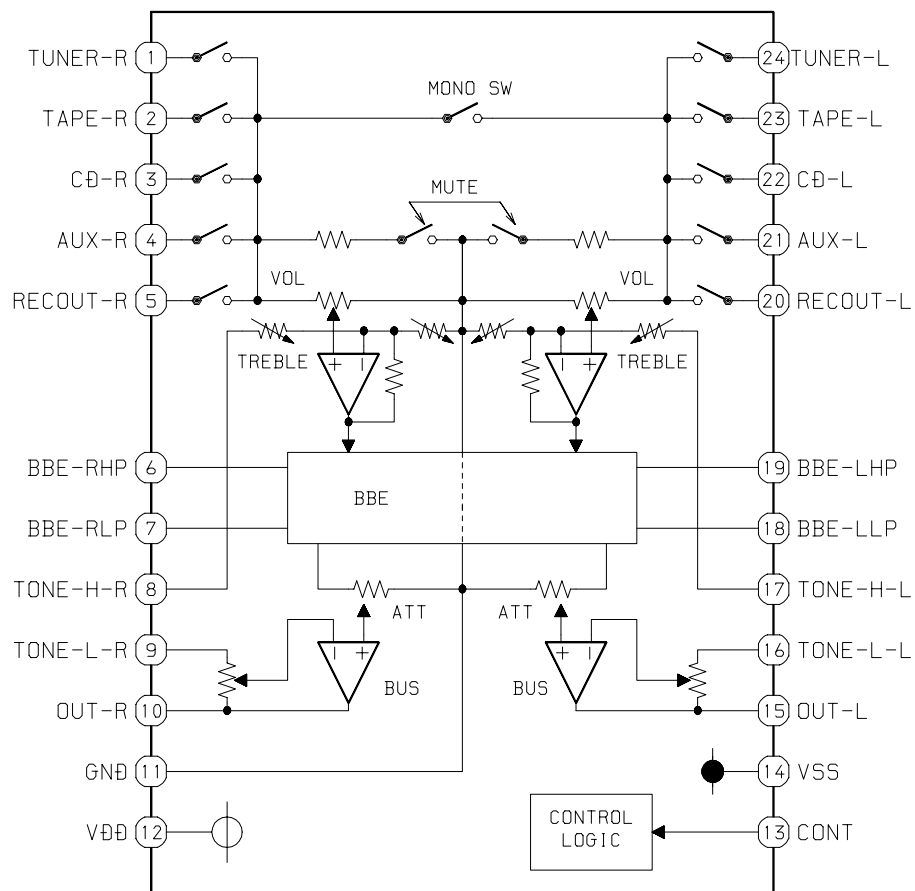 TUNER-R 1 24 TUNER-L
MONO SW
TAPE-R 2 23 TAPE-L
CD-R 3 22 CD-L
MUTE
AUX-R 4 21 AUX-L
VOL VOL
RECOUT-R 5 20 RECOUT-L
TREBLE + − − + TREBLE
BBE-RHP 6 19 BBE-LHP
BBE
BBE-RLP 7 18 BBE-LLP
TONE-H-R 8 17 TONE-H-L
ATT ATT
TONE-L-R 9 − + + − 16 TONE-L-L
BUS BUS
OUT-R 10 15 OUT-L
GND 11 14 VSS
VDD 12 CONTROL 13 CONT
LOGIC